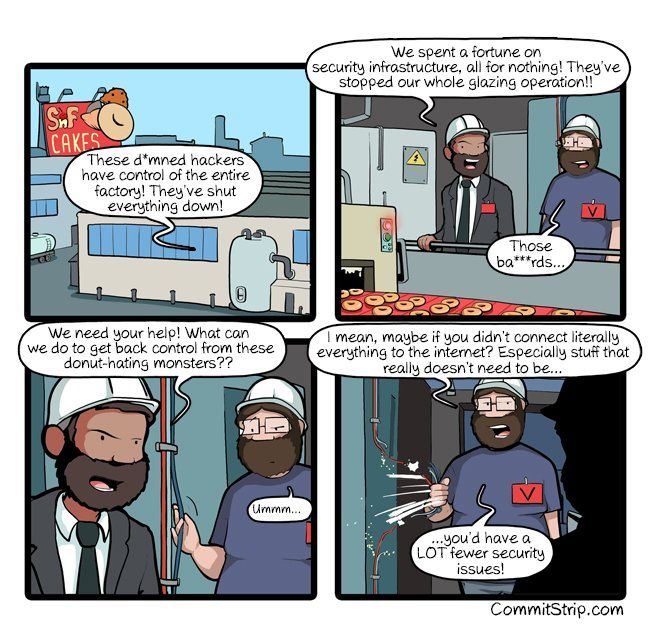 SnF
CAKES
These d*mned hackers
have control of the entire
factory! They've shut
everything down!
We spent a fortune on
security infrastructure, all for nothing! They've
stopped our whole glazing operation!!
Those
ba***rds...
V
We need your help! What can
we do to get back control from these
donut-hating monsters??
Ummm...
I mean, maybe if you didn't connect literally
everything to the internet? Especially stuff that
really doesn't need to be...
V
...you'd have a
LOT fewer security
issues!
CommitStrip.com